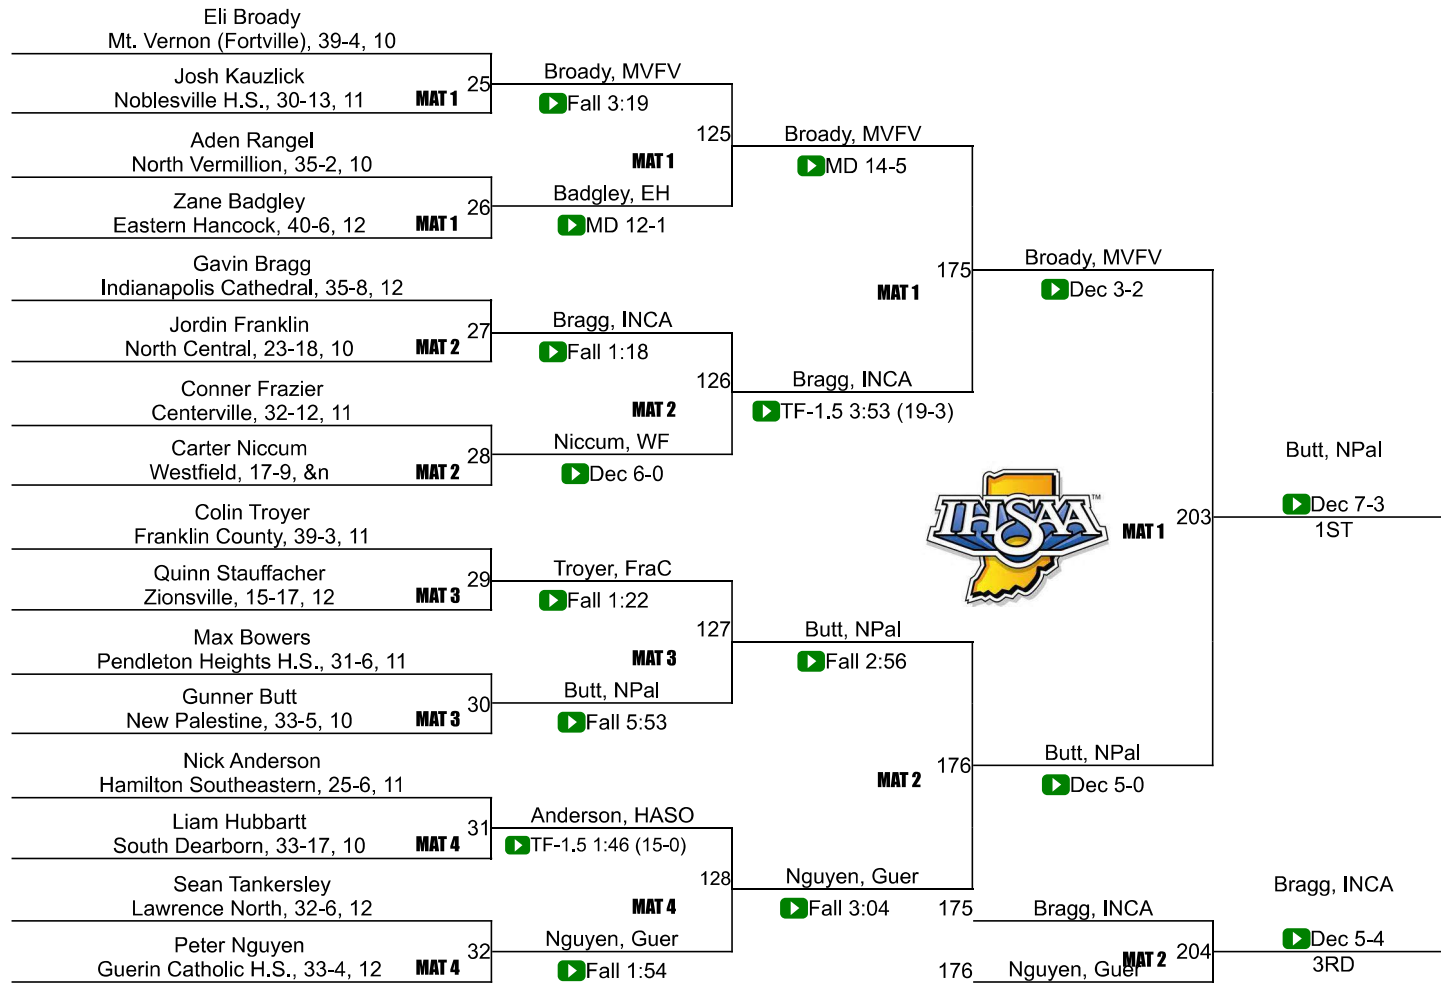 Eli Broady
Mt. Vernon (Fortville), 39-4, 10
Josh Kauzlick
Noblesville H.S., 30-13, 11
MAT 1
25
Aden Rangel
North Vermillion, 35-2, 10
Zane Badgley
Eastern Hancock, 40-6, 12
MAT 1
26
Gavin Bragg
Indianapolis Cathedral, 35-8, 12
Jordin Franklin
North Central, 23-18, 10
MAT 2
27
Conner Frazier
Centerville, 32-12, 11
Carter Niccum
Westfield, 17-9, &n
MAT 2
28
Colin Troyer
Franklin County, 39-3, 11
Quinn Stauffacher
Zionsville, 15-17, 12
MAT 3
29
Max Bowers
Pendleton Heights H.S., 31-6, 11
Gunner Butt
New Palestine, 33-5, 10
MAT 3
30
Nick Anderson
Hamilton Southeastern, 25-6, 11
Liam Hubbartt
South Dearborn, 33-17, 10
MAT 4
31
Sean Tankersley
Lawrence North, 32-6, 12
Peter Nguyen
Guerin Catholic H.S., 33-4, 12
MAT 4
32
Broady, MVFV
Fall 3:19
125
MAT 1
Badgley, EH
MD 12-1
Bragg, INCA
Fall 1:18
126
MAT 2
Niccum, WF
Dec 6-0
Troyer, FraC
Fall 1:22
127
MAT 3
Butt, NPal
Fall 5:53
Anderson, HASO
TF-1.5 1:46 (15-0)
128
MAT 4
Nguyen, Guer
Fall 1:54
Broady, MVFV
MD 14-5
175
MAT 1
Bragg, INCA
TF-1.5 3:53 (19-3)
Butt, NPal
Fall 2:56
176
MAT 2
Nguyen, Guer
Fall 3:04
Broady, MVFV
Dec 3-2
IHSAA™
MAT 1
203
Butt, NPal
Dec 5-0
Butt, NPal
Dec 7-3
1ST
175
Bragg, INCA
MAT 2
204
176
Nguyen, Guer
Bragg, INCA
Dec 5-4
3RD